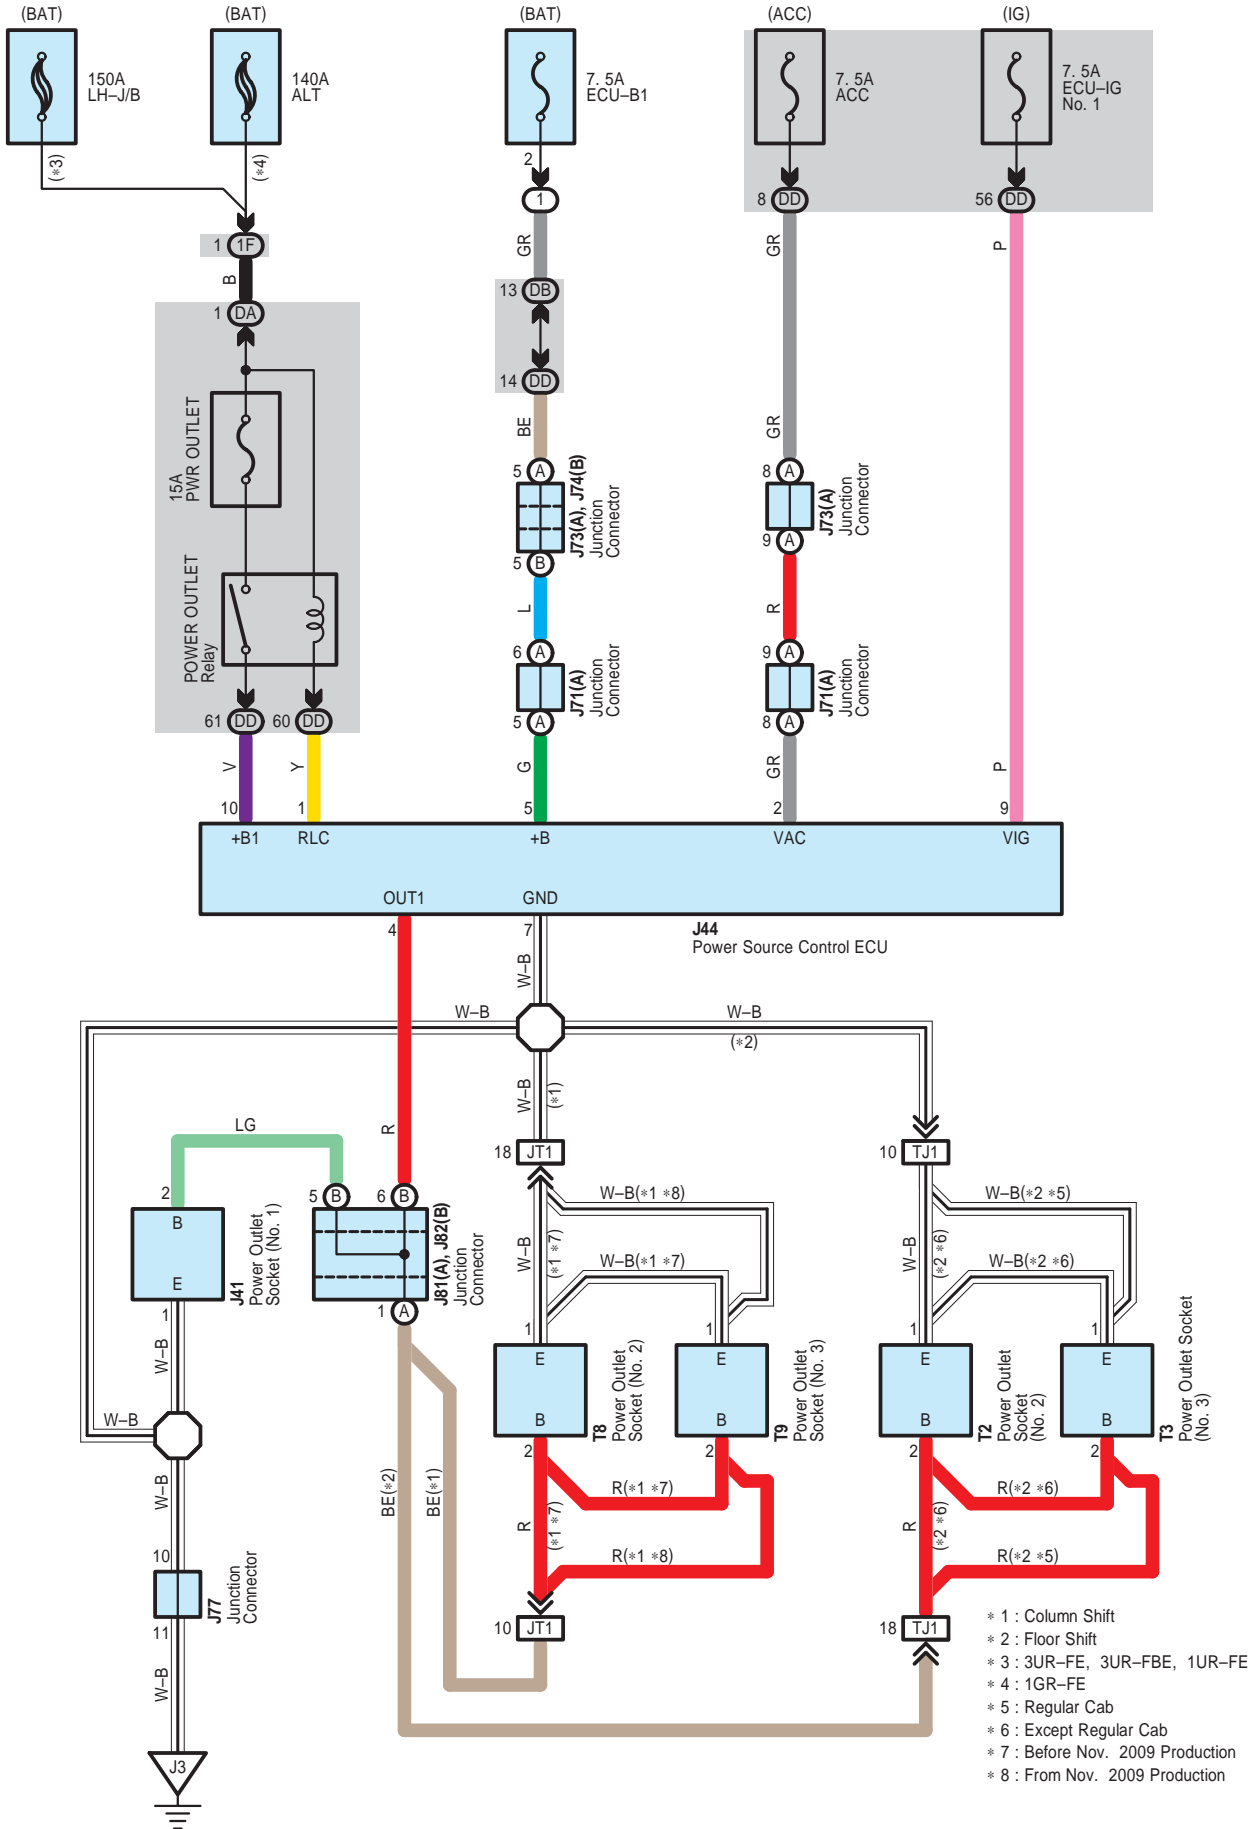 (BAT)
(BAT)
(BAT)
(ACC)
(IG)
150A
LH–J/B
140A
ALT
7. 5A
ECU–B1
7. 5A
ACC
7. 5A
ECU–IG
No. 1
(*3)
(*4)
2
1
8 DD
56 DD
1 1F
B
GR
GR
P
1 DA
13 DB
14 DD
15A
PWR OUTLET
BE
GR
5 A
J73(A), J74(B)
Junction
Connector
5 B
8 A
J73(A)
Junction
Connector
9 A
POWER OUTLET
Relay
L
R
6 A
J71(A)
Junction
Connector
5 A
9 A
J71(A)
Junction
Connector
8 A
61 DD
60 DD
V
Y
G
GR
P
10
1
5
2
9
+B1
RLC
+B
VAC
VIG
OUT1
GND
4
7
J44
Power Source Control ECU
W–B
W–B
W–B
(*2)
W–B
(*1)
R
LG
18 JT1
10 TJ1
2
5 B
6 B
B
E
J41
Power Outlet
Socket (No. 1)
J81(A), J82(B)
Junction
Connector
1
1 A
W–B(*1 *8)
W–B
(*1 *7)
W–B(*1 *7)
W–B(*2 *5)
W–B
(*2 *6)
W–B(*2 *6)
1
1
1
1
E
B
T8
Power Outlet
Socket (No. 2)
E
B
T9
Power Outlet
Socket (No. 3)
E
B
T2
Power Outlet
Socket
(No. 2)
E
B
T3
Power Outlet Socket
(No. 3)
2
2
2
2
W–B
W–B
W–B
BE(*2)
BE(*1)
R(*1 *7)
R
(*1 *7)
R(*1 *8)
R(*2 *6)
R
(*2 *6)
R(*2 *5)
10
J77
Junction
Connector
11
W–B
J3
10 JT1
18 TJ1
* 1 : Column Shift
* 2 : Floor Shift
* 3 : 3UR–FE, 3UR–FBE, 1UR–FE
* 4 : 1GR–FE
* 5 : Regular Cab
* 6 : Except Regular Cab
* 7 : Before Nov. 2009 Production
* 8 : From Nov. 2009 Production